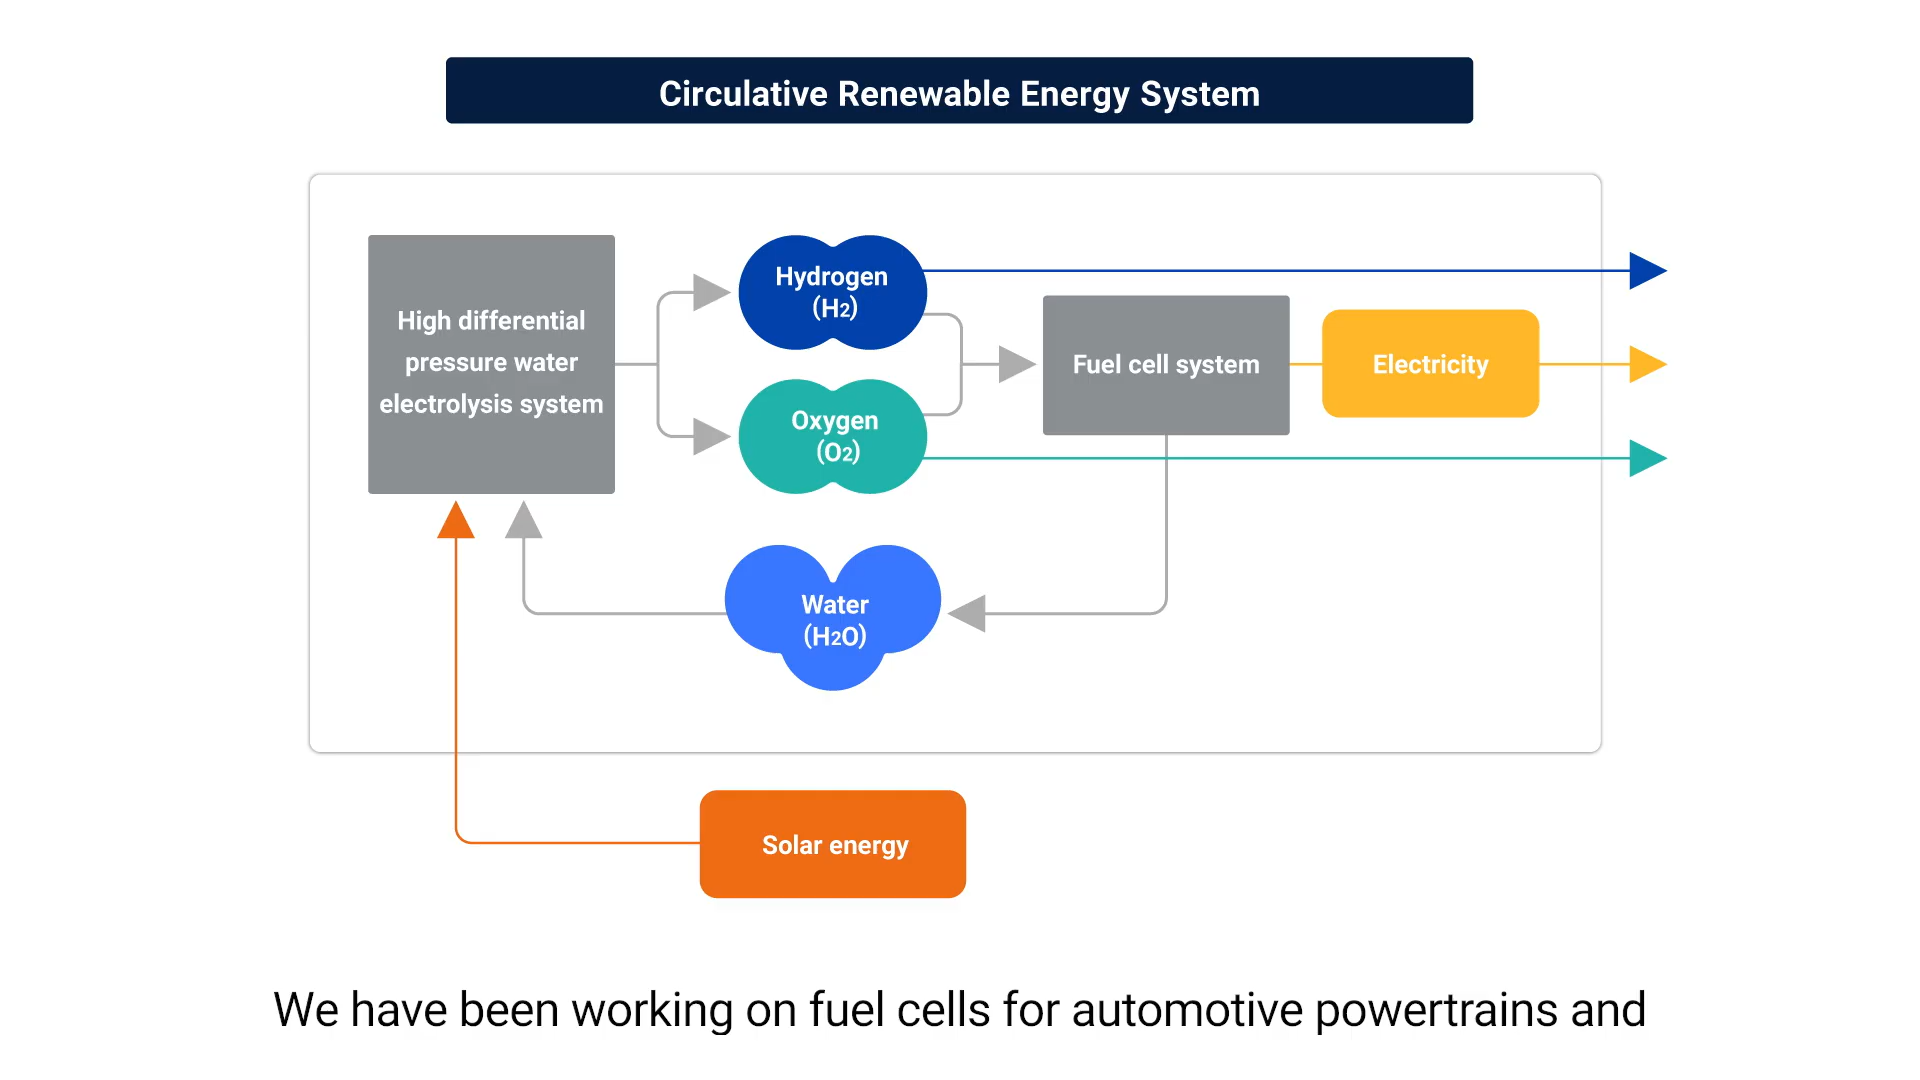 Circulative Renewable Energy System
High differential
pressure water
electrolysis system
Hydrogen
(H2)
Oxygen
(O2)
Fuel cell system
Electricity
Water
(H2O)
Solar energy
We have been working on fuel cells for automotive powertrains and